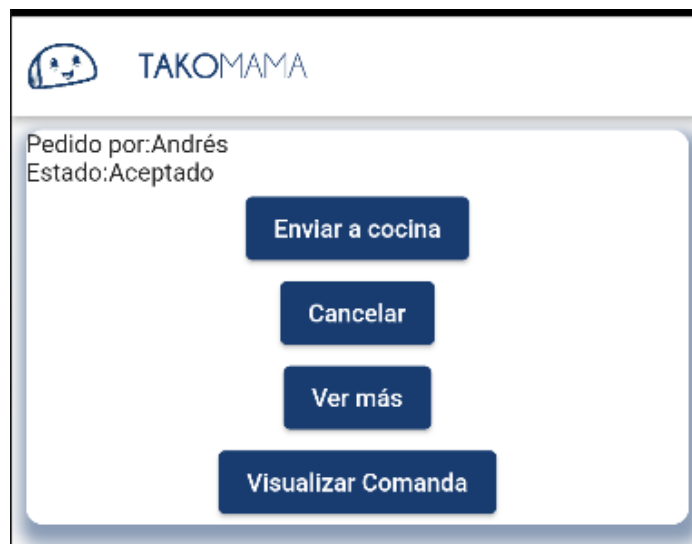 TAKOMAMA
Pedido por:Andrés
Estado:Aceptado
Enviar a cocina
Cancelar
Ver más
Visualizar Comanda